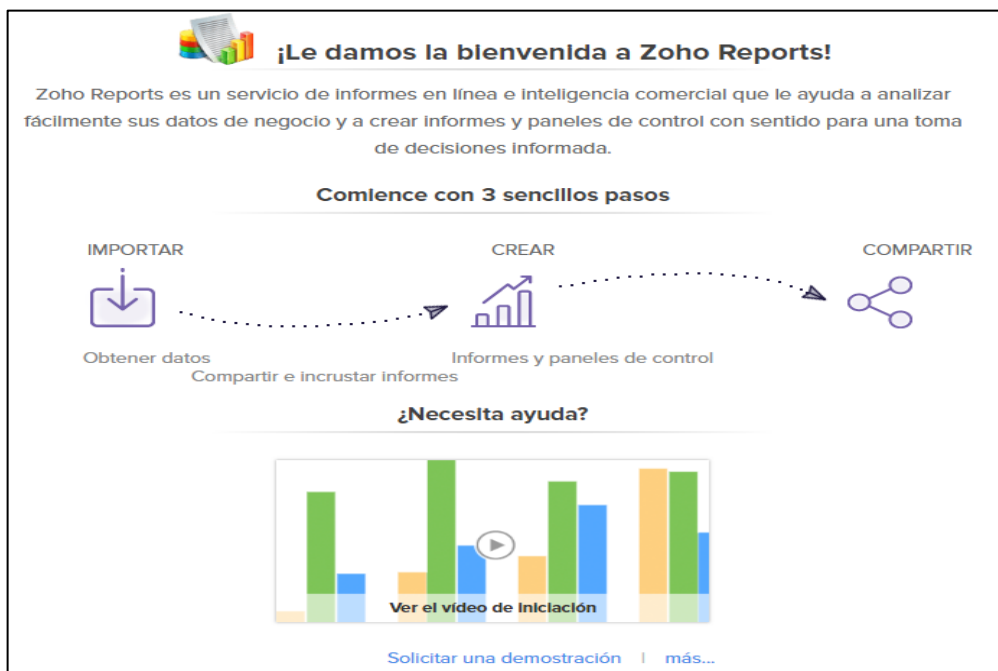 ¡Le damos la bienvenida a Zoho Reports!
Zoho Reports es un servicio de informes en línea e inteligencia comercial que le ayuda a analizar
fácilmente sus datos de negocio y a crear informes y paneles de control con sentido para una toma
de decisiones informada.
Comience con 3 sencillos pasos
IMPORTAR
CREAR
COMPARTIR
Obtener datos
Informes y paneles de control
Compartir e incrustar informes
¿Necesita ayuda?
Ver el vídeo de iniciación
Solicitar una demostración | más...